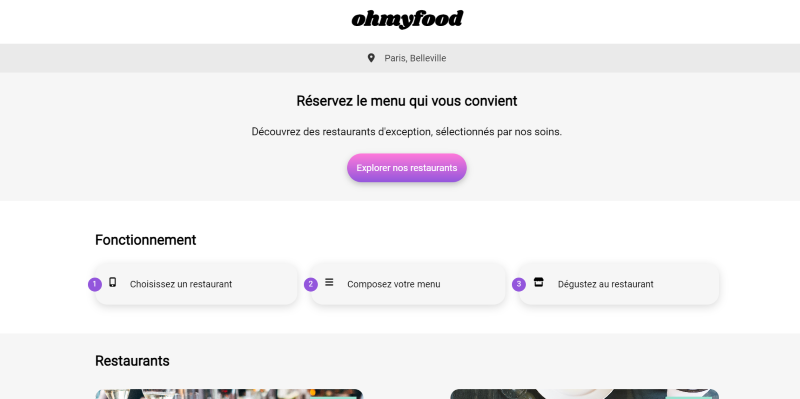 ohmyfood
Paris, Belleville
Réservez le menu qui vous convient
Découvrez des restaurants d'exception, sélectionnés par nos soins.
Explorer nos restaurants
Fonctionnement
1 Choisissez un restaurant
2 Composez votre menu
3 Dégustez au restaurant
Restaurants